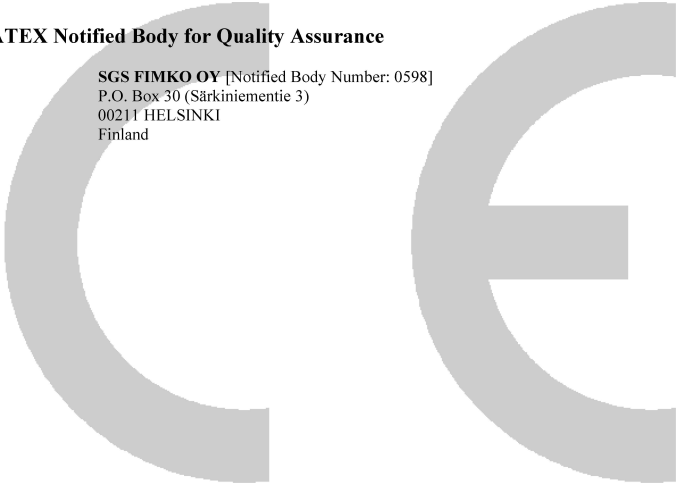 ATEX Notified Body for Quality Assurance
SGS FIMKO OY [Notified Body Number: 0598]
P.O. Box 30 (Särkiniementie 3)
00211 HELSINKI
Finland